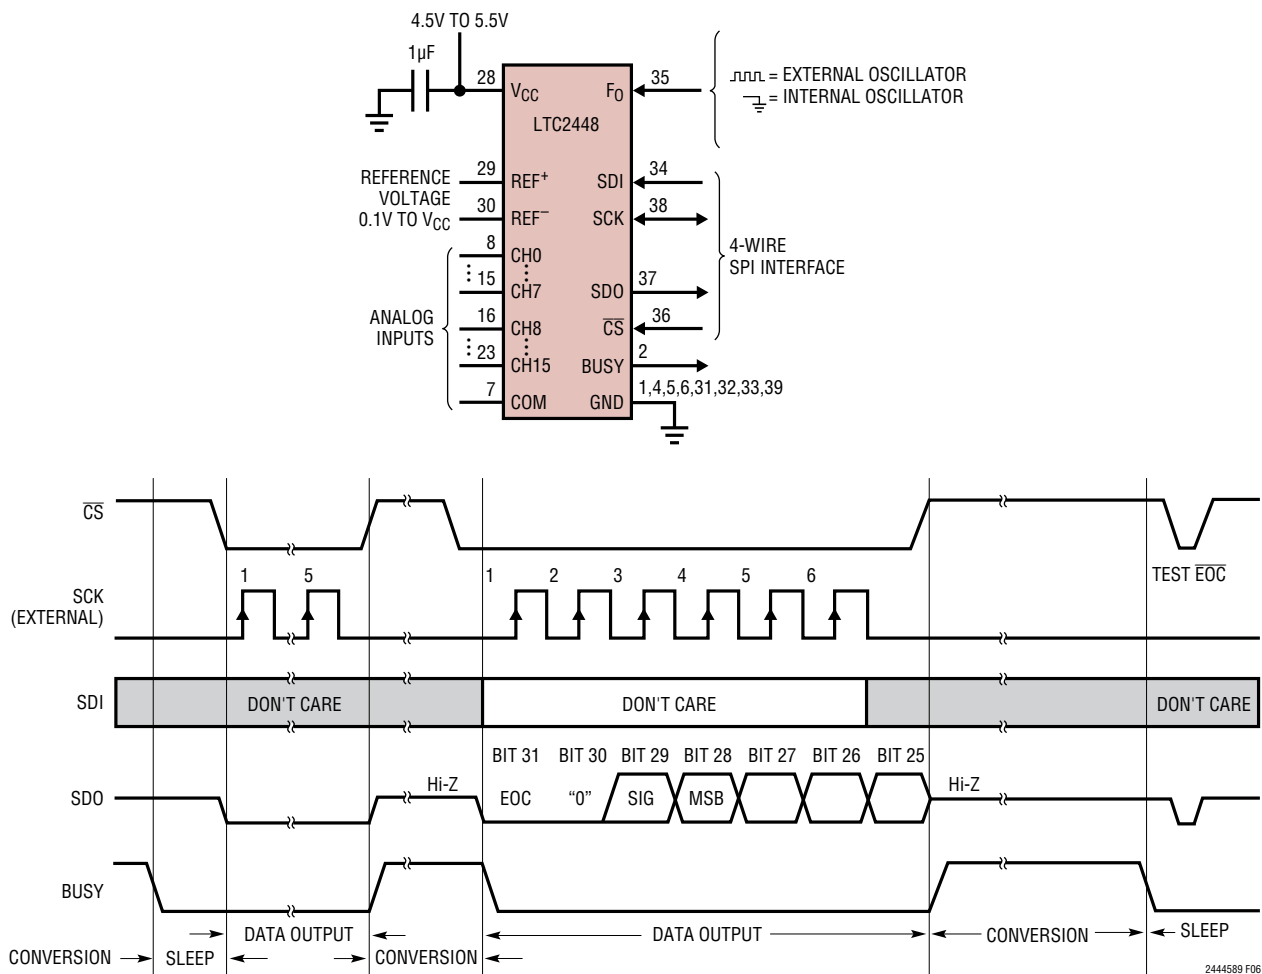 4.5V TO 5.5V
1µF
28
VCC
FO
35
= EXTERNAL OSCILLATOR
= INTERNAL OSCILLATOR
LTC2448
REFERENCE
VOLTAGE
0.1V TO VCC
29
REF+
30
REF–
SDI
34
SCK
38
4-WIRE
SPI INTERFACE
ANALOG
INPUTS
8
CH0
15
CH7
SDO
37
16
CH8
CS
36
23
CH15
BUSY
2
7
COM
GND
1,4,5,6,31,32,33,39
CS
TEST EOC
SCK
(EXTERNAL)
1
5
1
2
3
4
5
6
SDI
DON'T CARE
DON'T CARE
DON'T CARE
BIT 31
BIT 30
BIT 29
BIT 28
BIT 27
BIT 26
BIT 25
SDO
Hi-Z
EOC
“0”
SIG
MSB
Hi-Z
BUSY
DATA OUTPUT
DATA OUTPUT
CONVERSION
SLEEP
CONVERSION
SLEEP
CONVERSION
2444589 F06